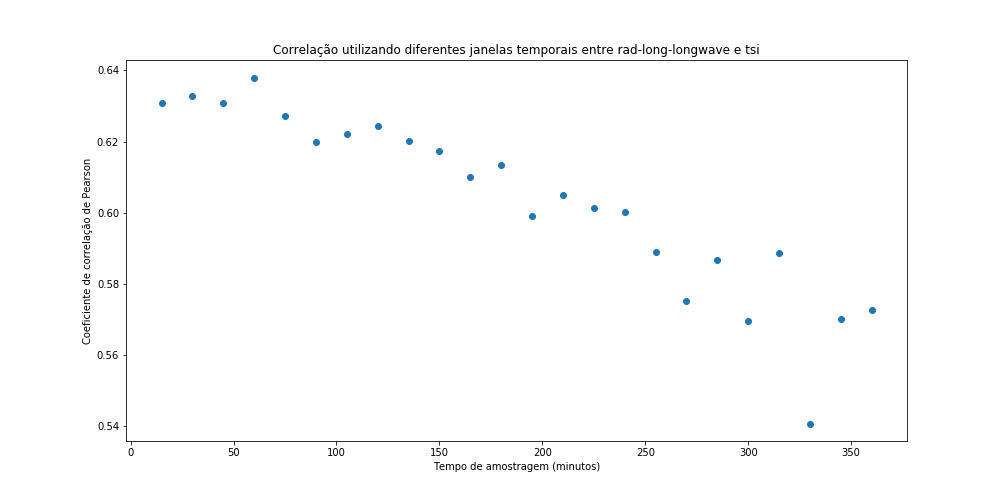 Correlação utilizando diferentes janelas temporais entre rad-long-longwave e tsi
Coeficiente de correlação de Pearson
0.64
0.62
0.60
0.58
0.56
0.54
0 50 100 150 200 250 300 350
Tempo de amostragem (minutos)